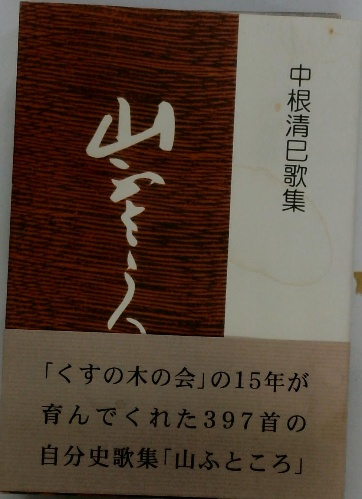 中根清巳歌集
山ふところ
「くすの木の会」の15年が
育んでくれた397首の
自分史歌集「山ふところ」